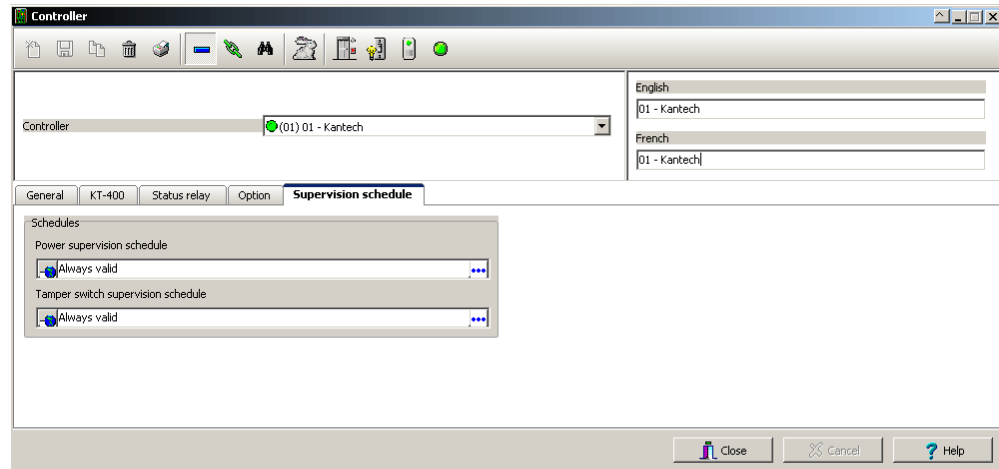 Controller
English
01 - Kantech
Controller
(01) 01 - Kantech
French
01 - Kantech
General KT-400 Status relay Option Supervision schedule
Schedules
Power supervision schedule
Always valid
Tamper switch supervision schedule
Always valid
Close Cancel Help